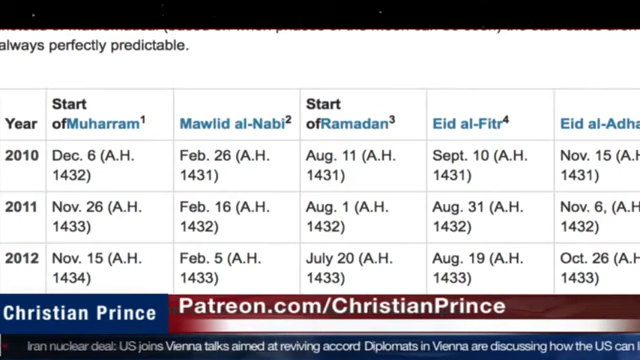 always perfectly predictable.
Year
Start
ofMuharram1
Mawlid al-Nabi2
Start
ofRamadan3
Eid al-Fitr4
Eid al-Adha
2010
Dec. 6 (A.H.
1432)
Feb. 26 (A.H.
1431)
Aug. 11 (A.H.
1431)
Sept. 10 (A.H.
1431)
Nov. 15 (A.H.
1431)
2011
Nov. 26 (A.H.
1433)
Feb. 16 (A.H.
1432)
Aug. 1 (A.H.
1432)
Aug. 31 (A.H.
1432)
Nov. 6, (A.H.
1432)
2012
Nov. 15 (A.H.
1434)
Feb. 5 (A.H.
1433)
July 20 (A.H.
1433)
Aug. 19 (A.H.
1433)
Oct. 26 (A.H.
1433)
Christian Prince
Patreon.com/ChristianPrince
Iran nuclear deal: US joins Vienna talks aimed at reviving accord Diplomats in Vienna are discussing how the US can